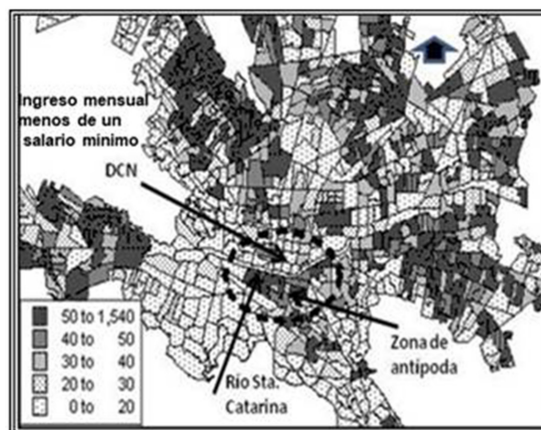 Ingreso mensual
menos de un
salario mínimo
DCN
50 to 1,540
40 to 50
30 to 40
20 to 30
0 to 20
Río Sta.
Catarina
Zona de
antípoda